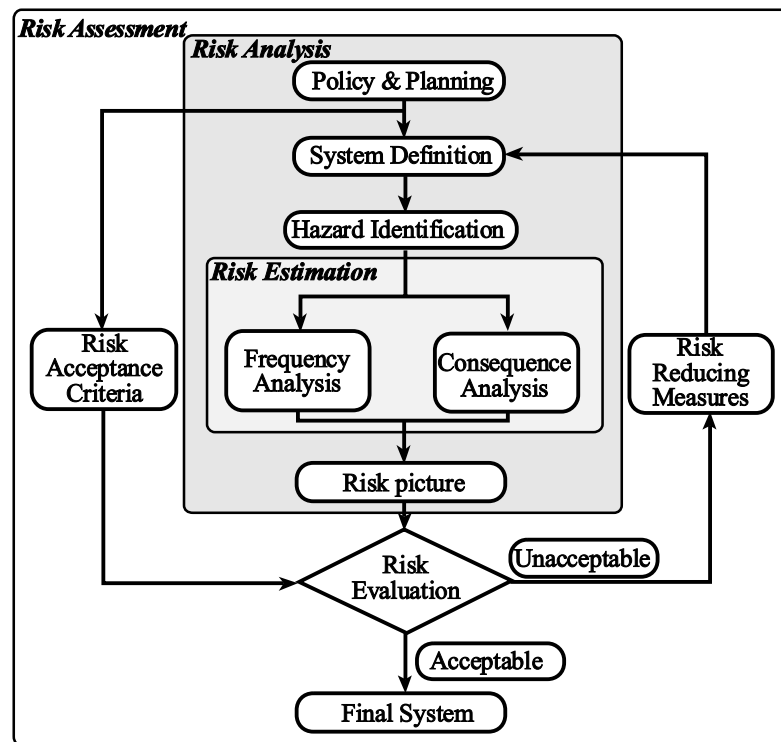 Risk Assessment
Risk Analysis
Policy & Planning
System Definition
Hazard Identification
Risk Estimation
Frequency
Analysis
Consequence
Analysis
Risk
Acceptance
Criteria
Risk
Reducing
Measures
Risk picture
Risk
Evaluation
Unacceptable
Acceptable
Final System